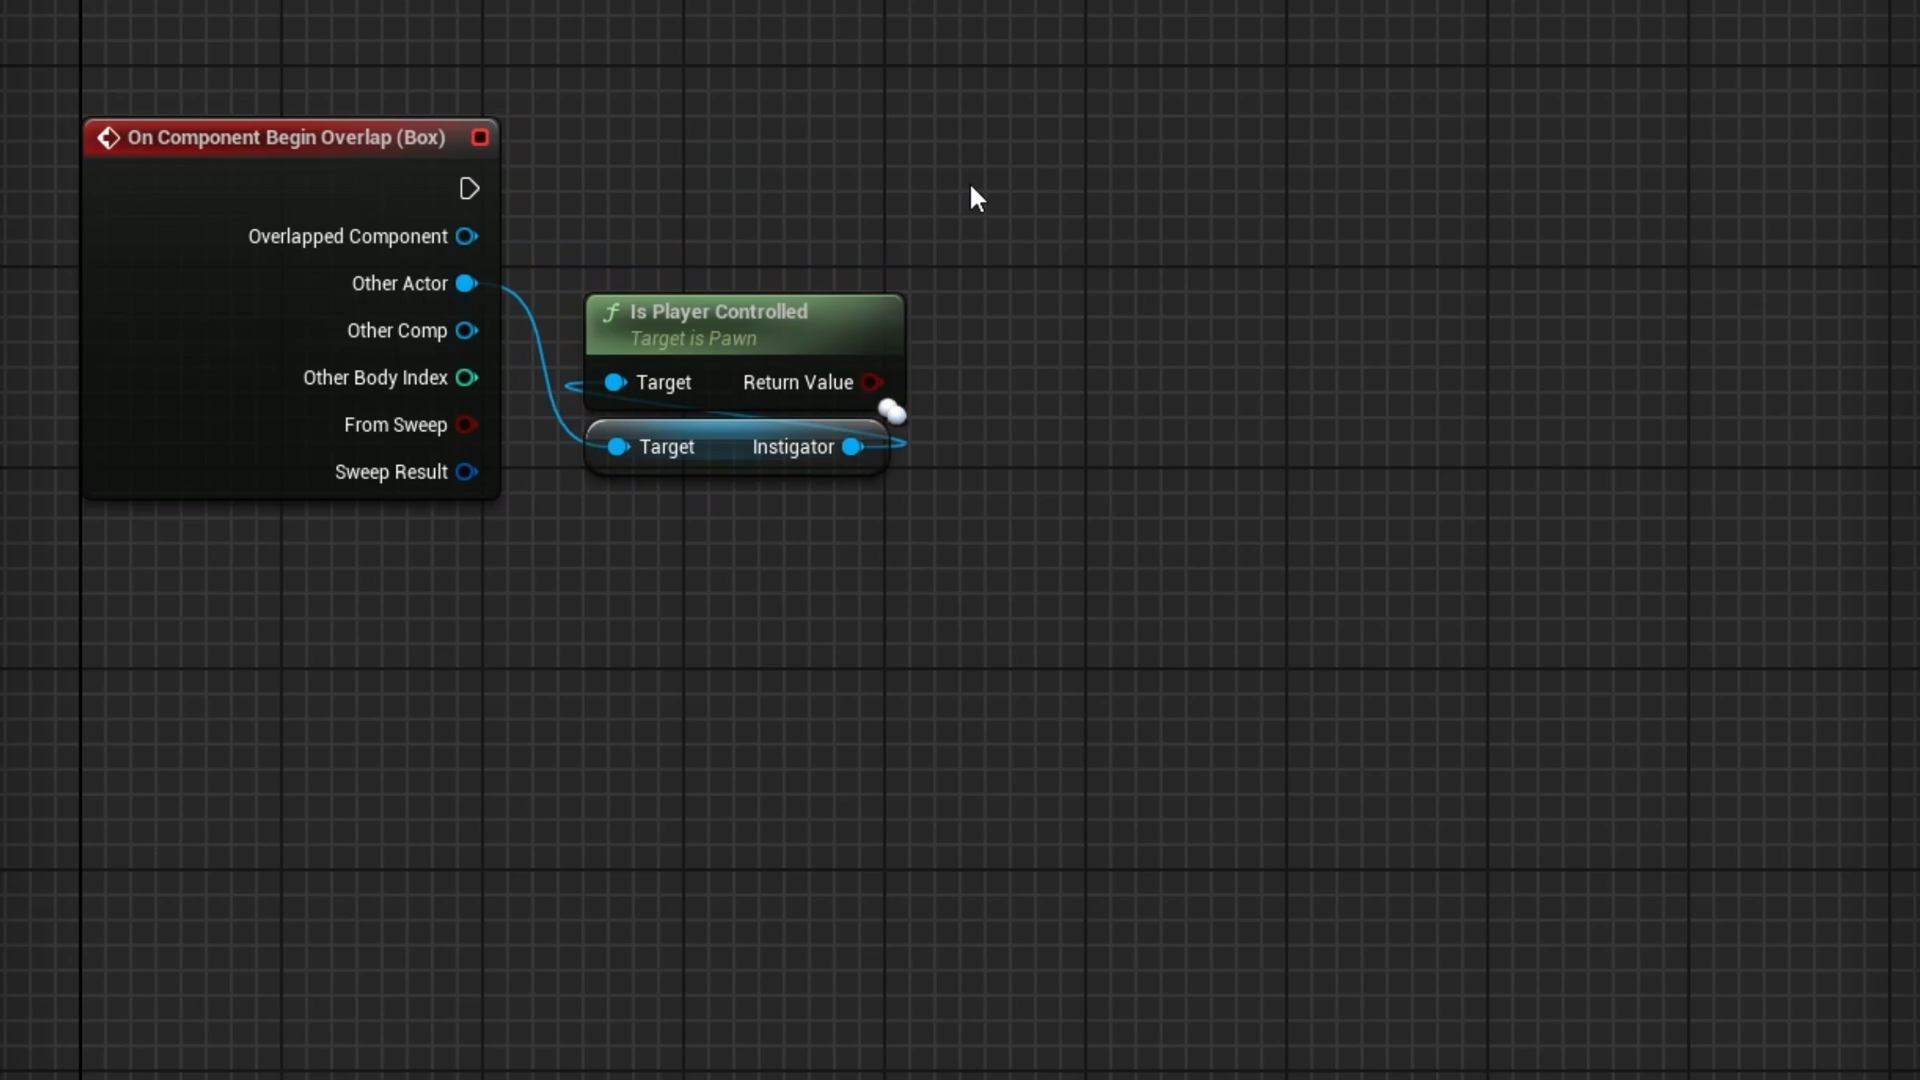 On Component Begin Overlap (Box)
Overlapped Component
Other Actor
Other Comp
Other Body Index
From Sweep
Sweep Result
f Is Player Controlled
Target is Pawn
Target Return Value
Target Instigator